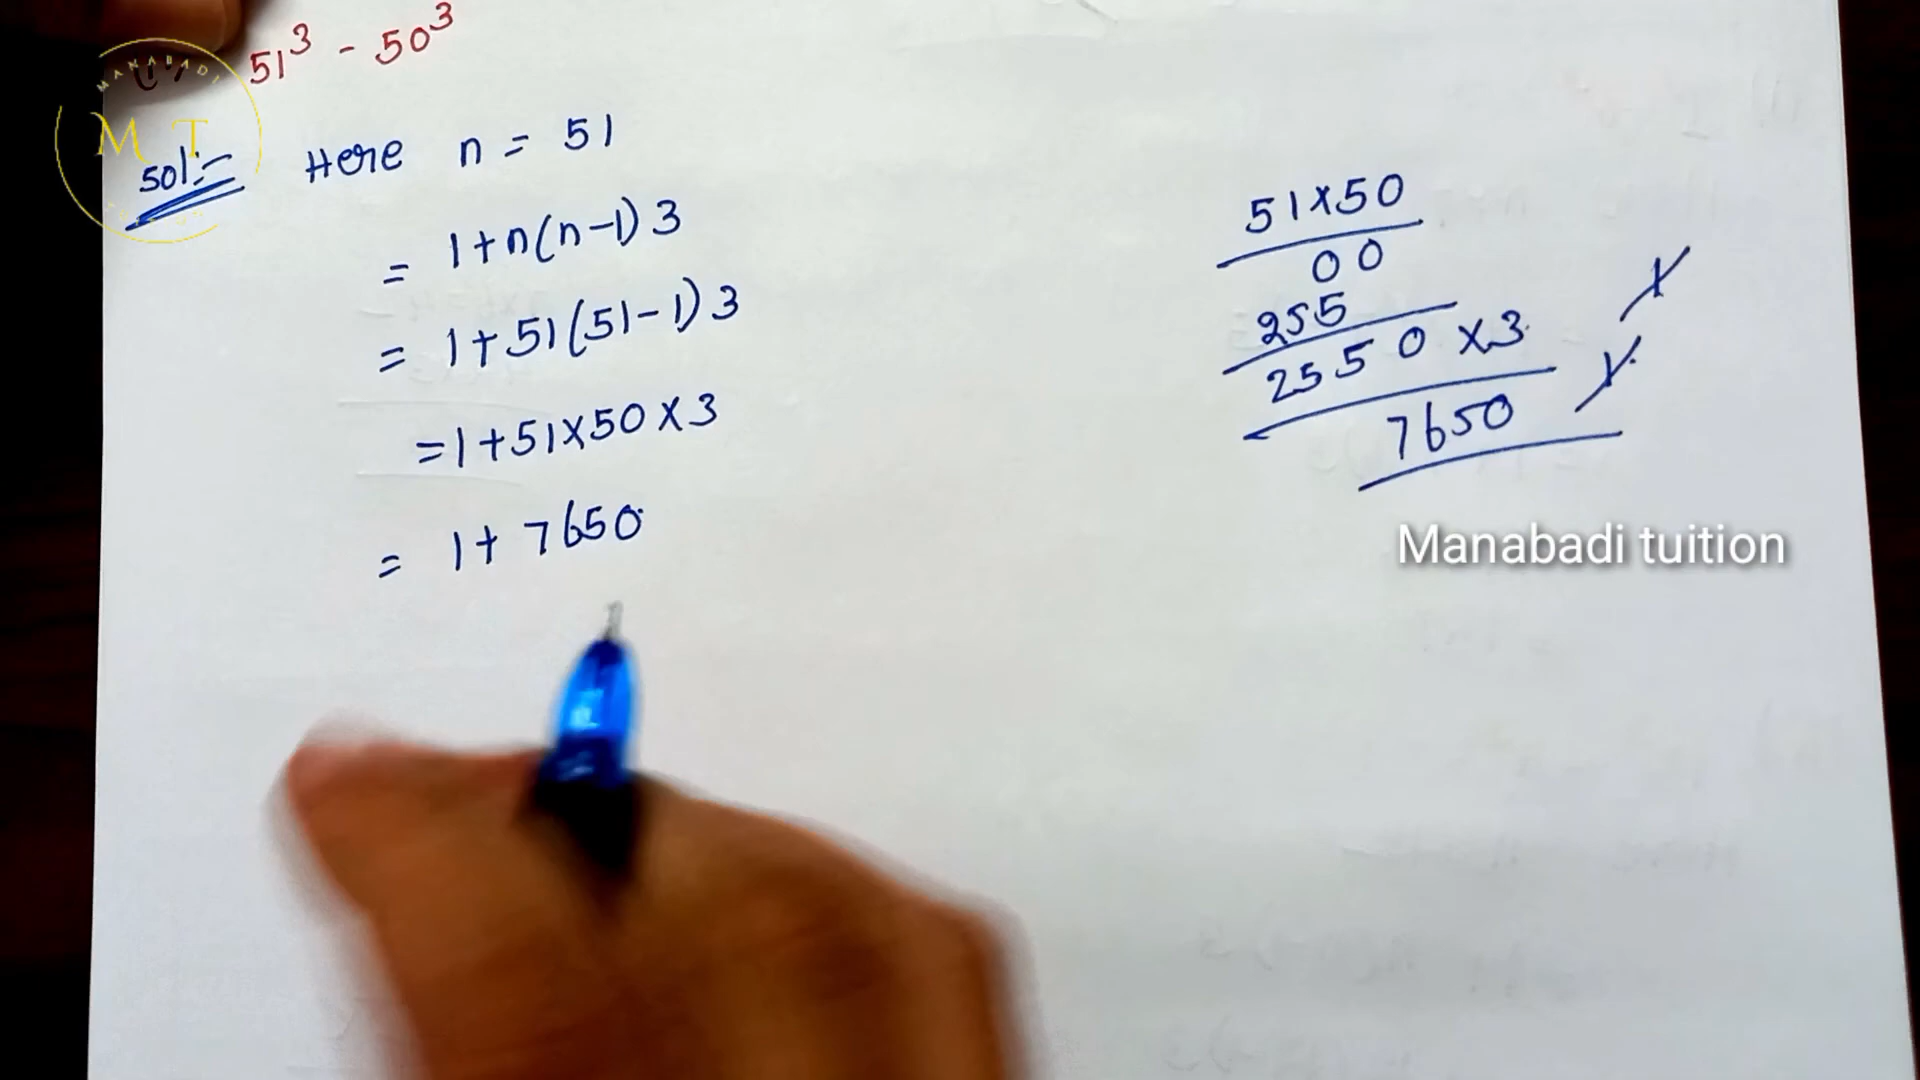 51³ - 50³
MANABADI
M T
Sol:- Here n = 51
= 1+n(n-1)3
= 1+51(51-1)3
=1+51×50×3
= 1+ 7650
51×50
00
255
2550 ×3
7650
Manabadi tuition